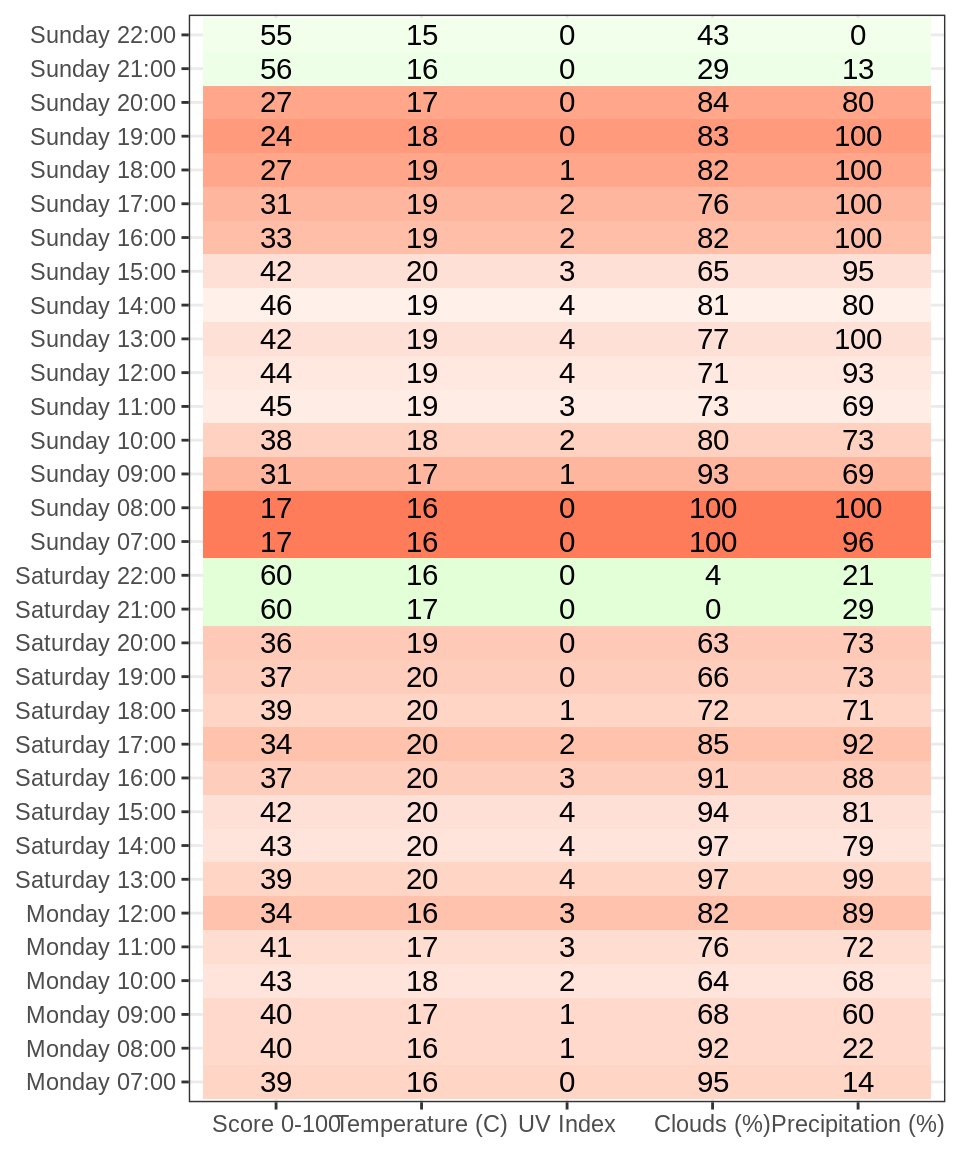 Sunday 22:00 55 15 0 43 0
Sunday 21:00 56 16 0 29 13
Sunday 20:00 27 17 0 84 80
Sunday 19:00 24 18 0 83 100
Sunday 18:00 27 19 1 82 100
Sunday 17:00 31 19 2 76 100
Sunday 16:00 33 19 2 82 100
Sunday 15:00 42 20 3 65 95
Sunday 14:00 46 19 4 81 80
Sunday 13:00 42 19 4 77 100
Sunday 12:00 44 19 4 71 93
Sunday 11:00 45 19 3 73 69
Sunday 10:00 38 18 2 80 73
Sunday 09:00 31 17 1 93 69
Sunday 08:00 17 16 0 100 100
Sunday 07:00 17 16 0 100 96
Saturday 22:00 60 16 0 4 21
Saturday 21:00 60 17 0 0 29
Saturday 20:00 36 19 0 63 73
Saturday 19:00 37 20 0 66 73
Saturday 18:00 39 20 1 72 71
Saturday 17:00 34 20 2 85 92
Saturday 16:00 37 20 3 91 88
Saturday 15:00 42 20 4 94 81
Saturday 14:00 43 20 4 97 79
Saturday 13:00 39 20 4 97 99
Monday 12:00 34 16 3 82 89
Monday 11:00 41 17 3 76 72
Monday 10:00 43 18 2 64 68
Monday 09:00 40 17 1 68 60
Monday 08:00 40 16 1 92 22
Monday 07:00 39 16 0 95 14
Score 0-100 Temperature (C) UV Index Clouds (%) Precipitation (%)